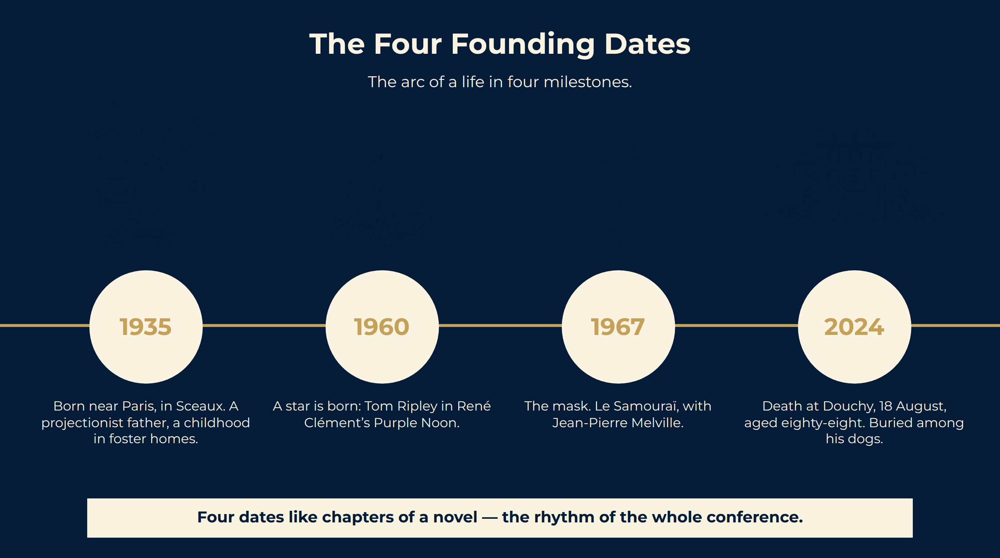 The Four Founding Dates
The arc of a life in four milestones.
1935
1960
1967
2024
Born near Paris, in Sceaux. A
projectionist father, a childhood
in foster homes.
A star is born: Tom Ripley in René
Clément’s Purple Noon.
The mask. Le Samouraï, with
Jean-Pierre Melville.
Death at Douchy, 18 August,
aged eighty-eight. Buried among
his dogs.
Four dates like chapters of a novel — the rhythm of the whole conference.